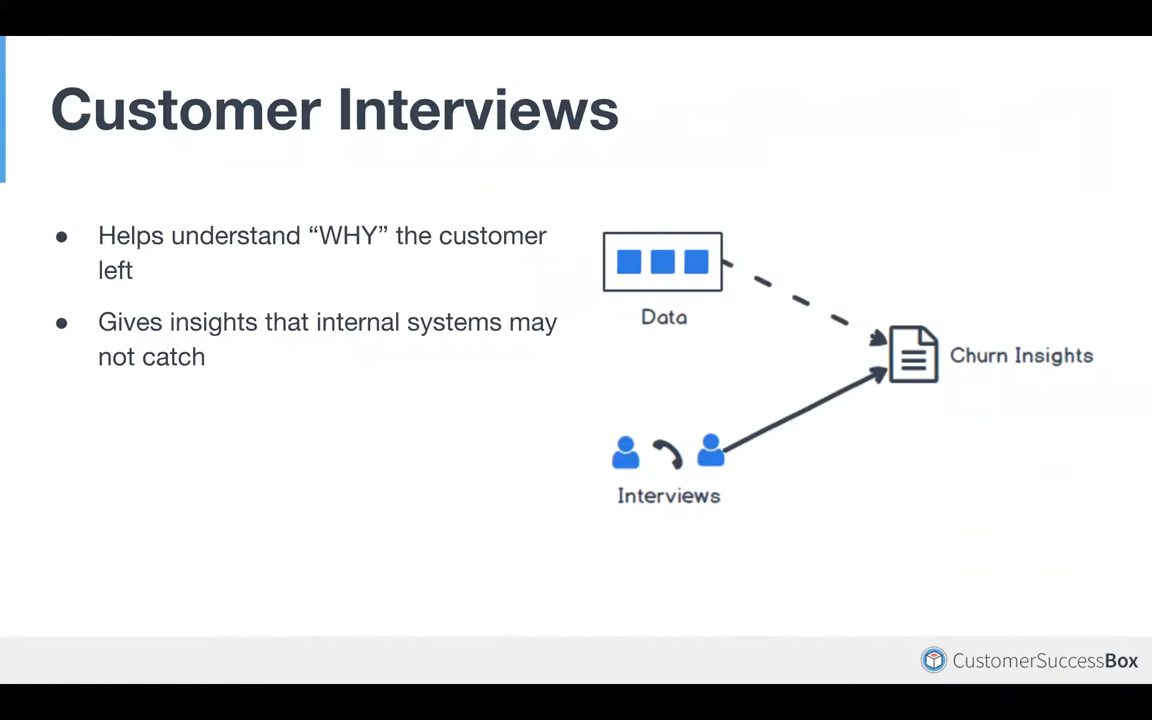 Customer Interviews
● Helps understand “WHY” the customer
left
● Gives insights that internal systems may
not catch
Data
Churn Insights
Interviews
CustomerSuccessBox